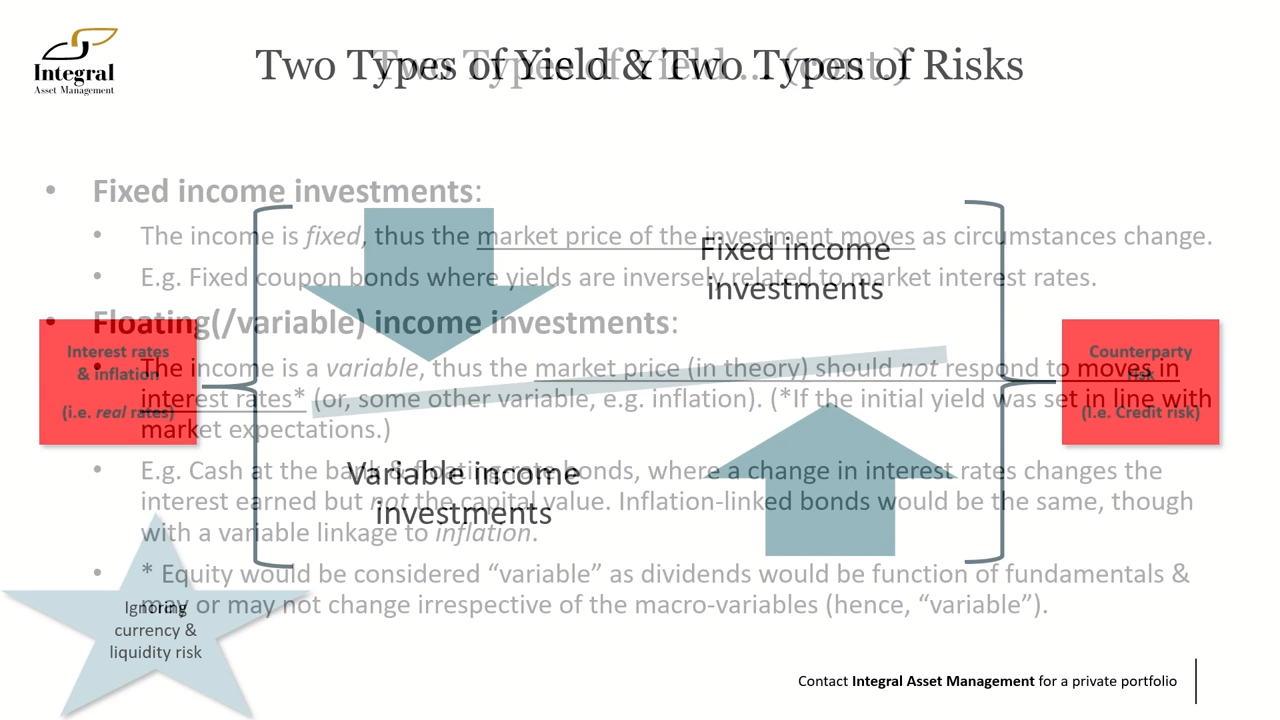 Integral
Asset Management
Two Types of Yield & Two Types of Risks
Two Types of Yield … (cont.)
• Fixed income investments:
• The income is fixed, thus the market price of the investment moves as circumstances change.
• E.g. Fixed coupon bonds where yields are inversely related to market interest rates.
• Floating(/variable) income investments:
• The income is a variable, thus the market price (in theory) should not respond to moves in
interest rates* (or, some other variable, e.g. inflation). (*If the initial yield was set in line with
market expectations.)
• E.g. Cash at the bank & floating rate bonds, where a change in interest rates changes the
interest earned but not the capital value. Inflation-linked bonds would be the same, though
with a variable linkage to inflation.
• * Equity would be considered “variable” as dividends would be function of fundamentals &
may or may not change irrespective of the macro-variables (hence, “variable”).
Fixed income
investments
Interest rates
& inflation
(i.e. real rates)
Counterparty
risk
(I.e. Credit risk)
Variable income
investments
Ignoring
currency &
liquidity risk
Contact Integral Asset Management for a private portfolio